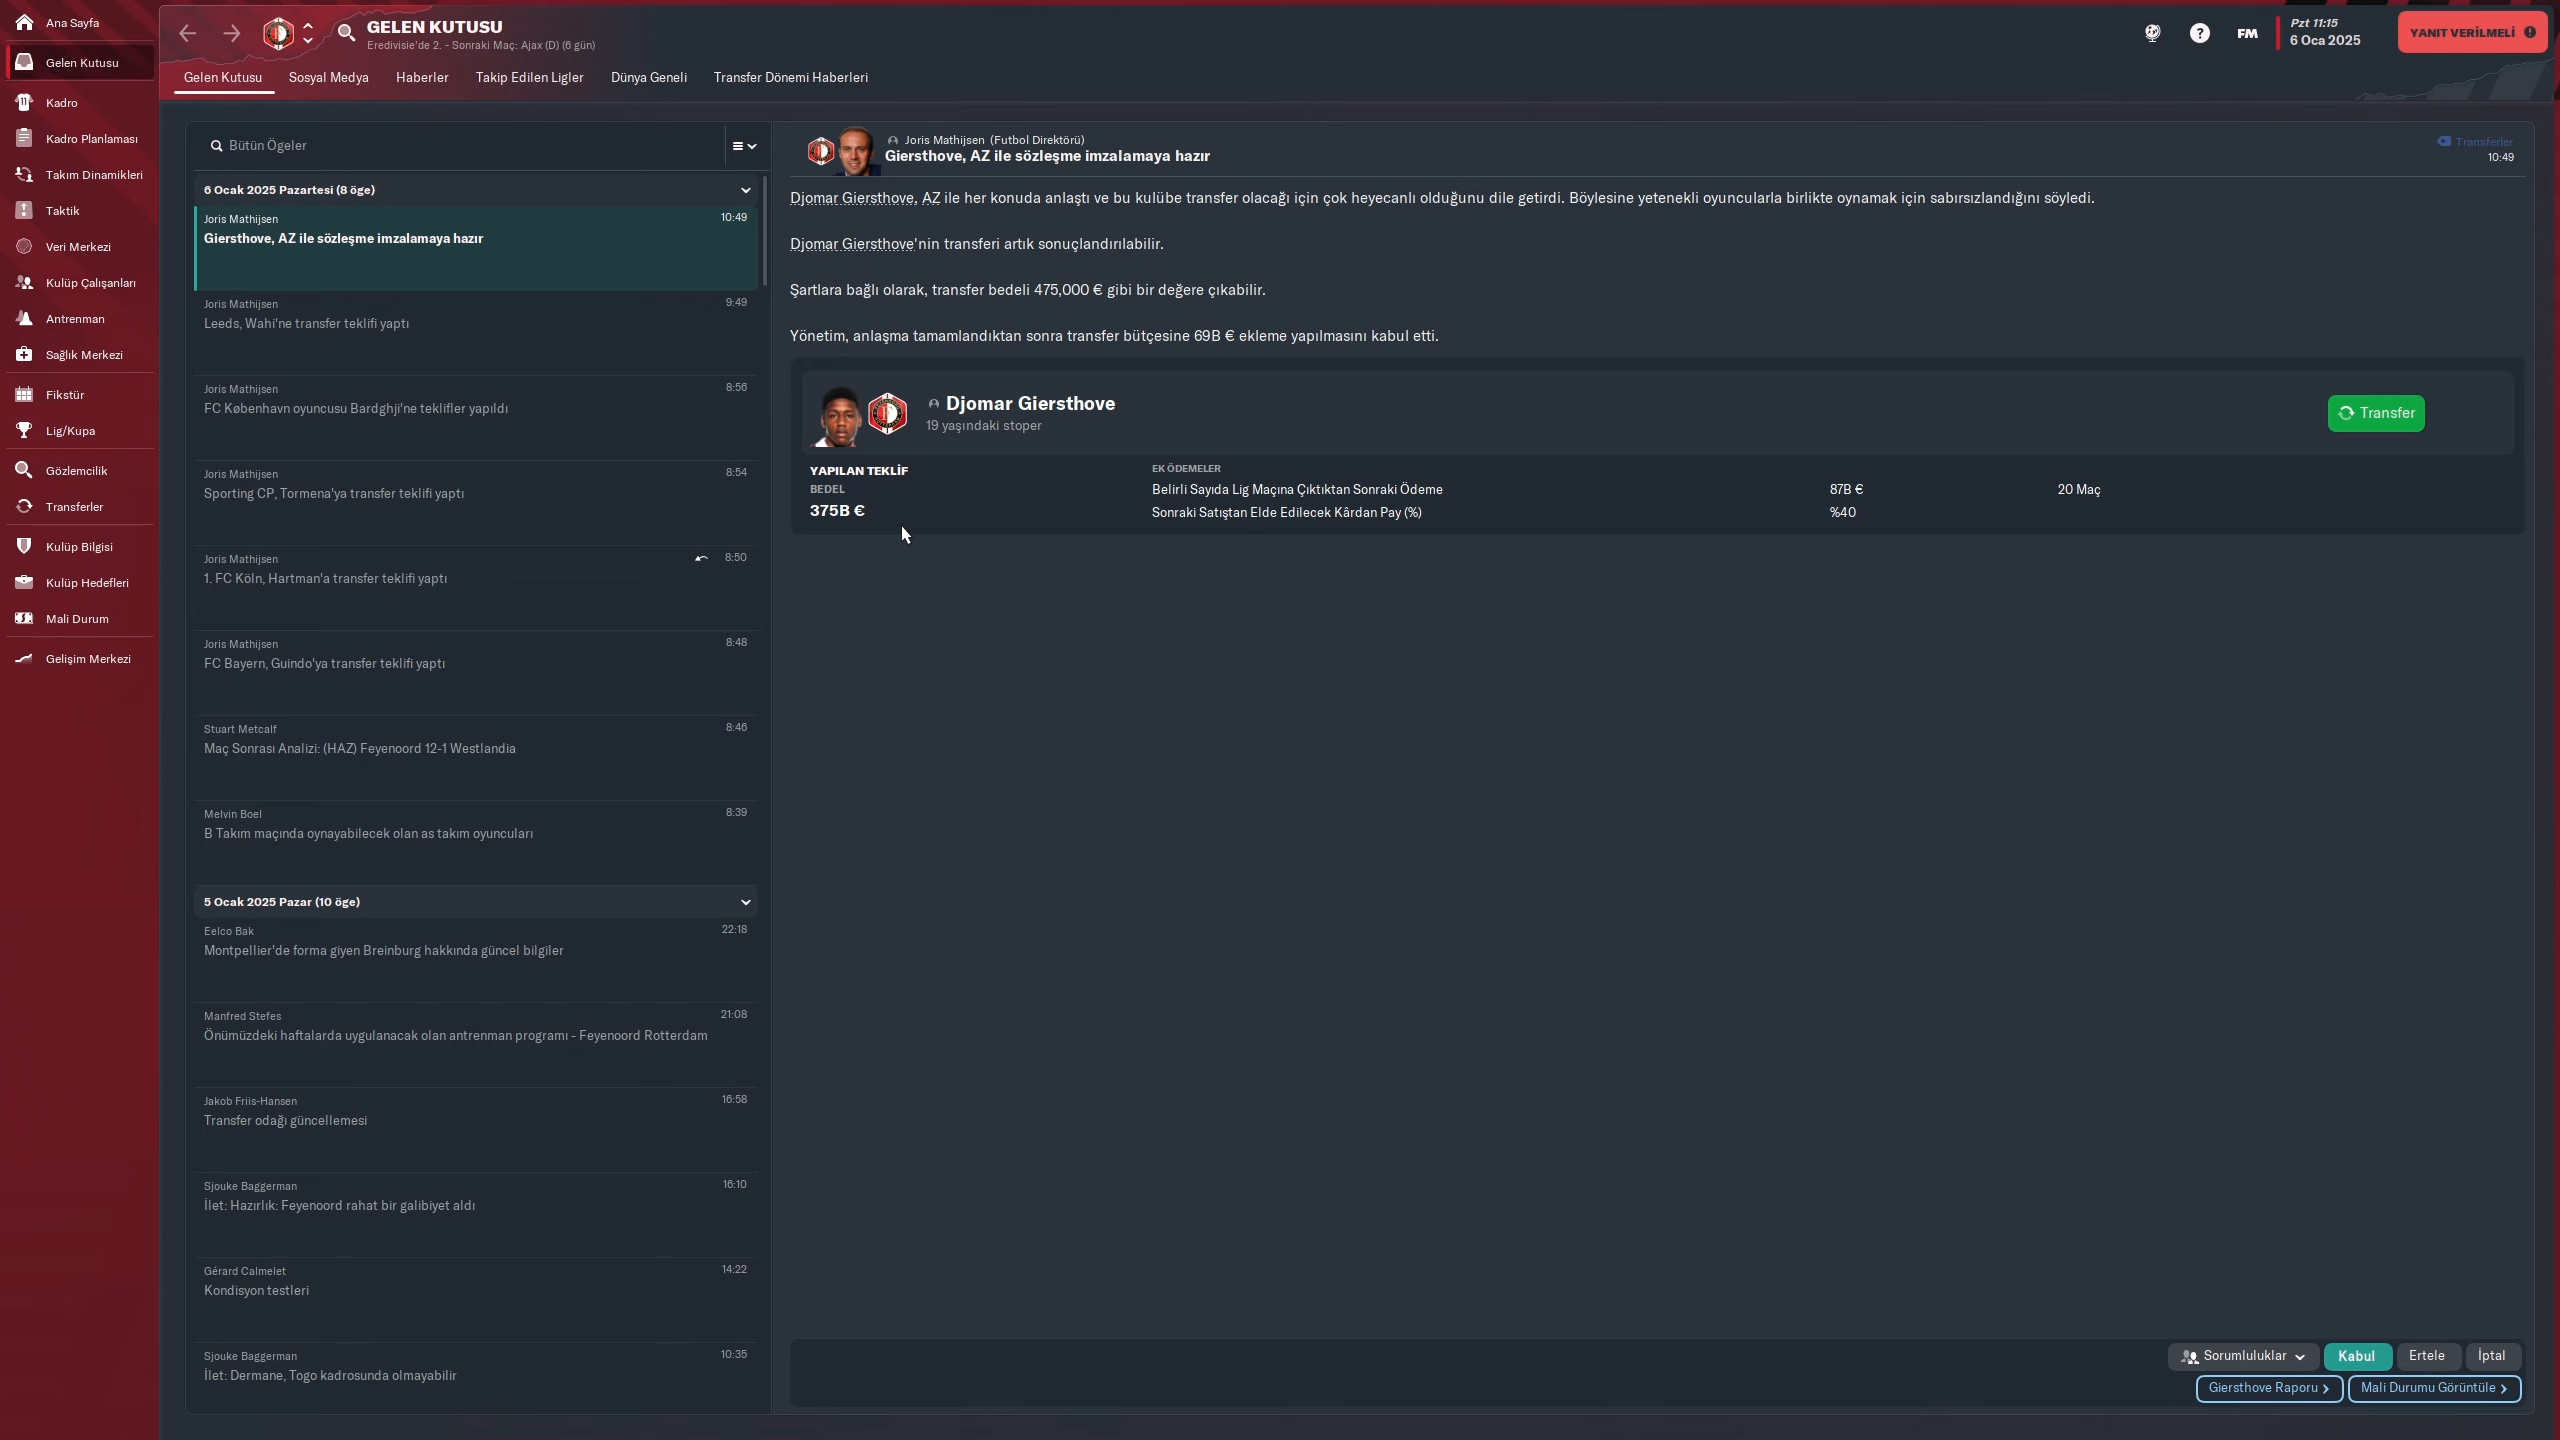 Ana Sayfa
Gelen Kutusu
Kadro
Kadro Planlaması
Takım Dinamikleri
Taktik
Veri Merkezi
Kulüp Çalışanları
Antrenman
Sağlık Merkezi
Fikstür
Lig/Kupa
Gözlemcilik
Transferler
Kulüp Bilgisi
Kulüp Hedefleri
Mali Durum
Gelişim Merkezi
GELEN KUTUSU
Eredivisie'de 2. - Sonraki Maç: Ajax (D) (6 gün)
FM
Pzt 11:15
6 Oca 2025
YANIT VERİLMELİ
Gelen Kutusu Sosyal Medya Haberler Takip Edilen Ligler Dünya Geneli Transfer Dönemi Haberleri
Bütün Ögeler
6 Ocak 2025 Pazartesi (8 öge)
Joris Mathijsen 10:49
Giersthove, AZ ile sözleşme imzalamaya hazır
Joris Mathijsen 9:49
Leeds, Wahi'ne transfer teklifi yaptı
Joris Mathijsen 8:56
FC København oyuncusu Bardghji'ne teklifler yapıldı
Joris Mathijsen 8:54
Sporting CP, Tormena'ya transfer teklifi yaptı
Joris Mathijsen 8:50
1. FC Köln, Hartman'a transfer teklifi yaptı
Joris Mathijsen 8:48
FC Bayern, Guindo'ya transfer teklifi yaptı
Stuart Metcalf 8:46
Maç Sonrası Analizi: (HAZ) Feyenoord 12-1 Westlandia
Melvin Boel 8:39
B Takım maçında oynayabilecek olan as takım oyuncuları
5 Ocak 2025 Pazar (10 öge)
Eelco Bak 22:18
Montpellier'de forma giyen Breinburg hakkında güncel bilgiler
Manfred Stefes 21:08
Önümüzdeki haftalarda uygulanacak olan antrenman programı - Feyenoord Rotterdam
Jakob Friis-Hansen 16:58
Transfer odağı güncellemesi
Sjouke Baggerman 16:10
İlet: Hazırlık: Feyenoord rahat bir galibiyet aldı
Gérard Calmelet 14:22
Kondisyon testleri
Sjouke Baggerman 10:35
İlet: Dermane, Togo kadrosunda olmayabilir
Joris Mathijsen (Futbol Direktörü)
Giersthove, AZ ile sözleşme imzalamaya hazır
Transferler
10:49
Djomar Giersthove, AZ ile her konuda anlaştı ve bu kulübe transfer olacağı için çok heyecanlı olduğunu dile getirdi. Böylesine yetenekli oyuncularla birlikte oynamak için sabırsızlandığını söyledi.
Djomar Giersthove'nin transferi artık sonuçlandırılabilir.
Şartlara bağlı olarak, transfer bedeli 475,000 € gibi bir değere çıkabilir.
Yönetim, anlaşma tamamlandıktan sonra transfer bütçesine 69B € ekleme yapılmasını kabul etti.
Djomar Giersthove
19 yaşındaki stoper
Transfer
YAPILAN TEKLİF
BEDEL
375B €
EK ÖDEMELER
Belirli Sayıda Lig Maçına Çıktıktan Sonraki Ödeme 87B € 20 Maç
Sonraki Satıştan Elde Edilecek Kârdan Pay (%) %40
Sorumluluklar Kabul Ertele İptal
Giersthove Raporu Mali Durumu Görüntüle